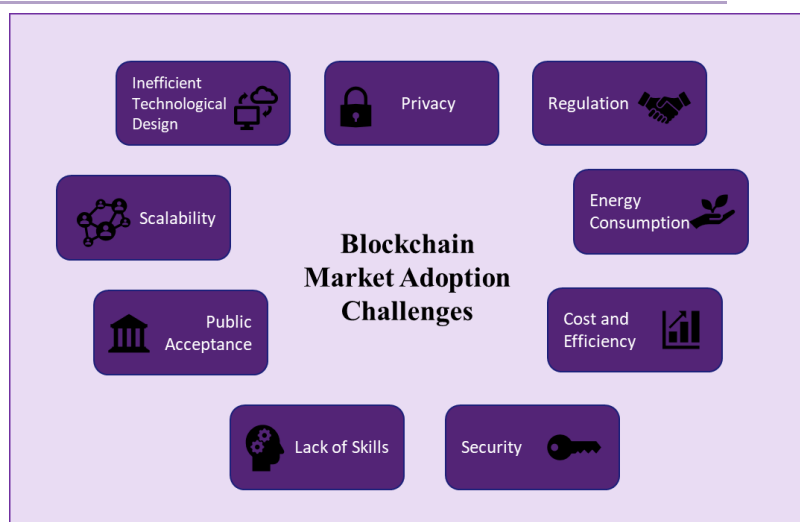 Inefficient
Technological
Design
Privacy
Regulation
Scalability
Energy
Consumption
Blockchain
Market Adoption
Challenges
Public
Acceptance
Cost and
Efficiency
Lack of Skills
Security